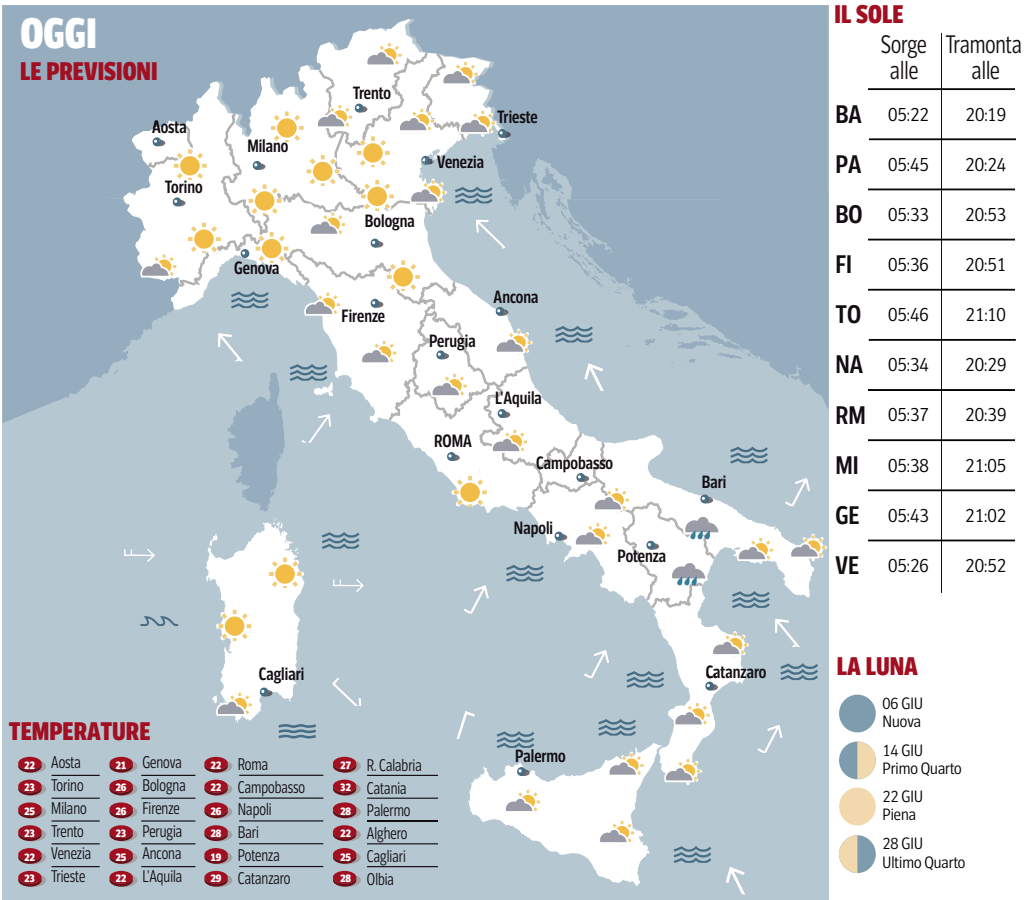 OGGI
LE PREVISIONI
Trento
Trieste
Aosta
Milano
Venezia
Torino
Bologna
Genova
Ancona
Firenze
Perugia
L'Aquila
ROMA
Campobasso
Bari
Napoli
Potenza
Cagliari
Catanzaro
Palermo
TEMPERATURE
22 Aosta
23 Torino
25 Milano
23 Trento
22 Venezia
23 Trieste
21 Genova
26 Bologna
26 Firenze
23 Perugia
25 Ancona
22 L'Aquila
22 Roma
22 Campobasso
26 Napoli
28 Bari
19 Potenza
29 Catanzaro
27 R. Calabria
32 Catania
28 Palermo
22 Alghero
25 Cagliari
28 Olbia
IL SOLE
Sorge Tramonta
alle alle
BA 05:22 20:19
PA 05:45 20:24
BO 05:33 20:53
FI 05:36 20:51
TO 05:46 21:10
NA 05:34 20:29
RM 05:37 20:39
MI 05:38 21:05
GE 05:43 21:02
VE 05:26 20:52
LA LUNA
06 GIU
Nuova
14 GIU
Primo Quarto
22 GIU
Piena
28 GIU
Ultimo Quarto